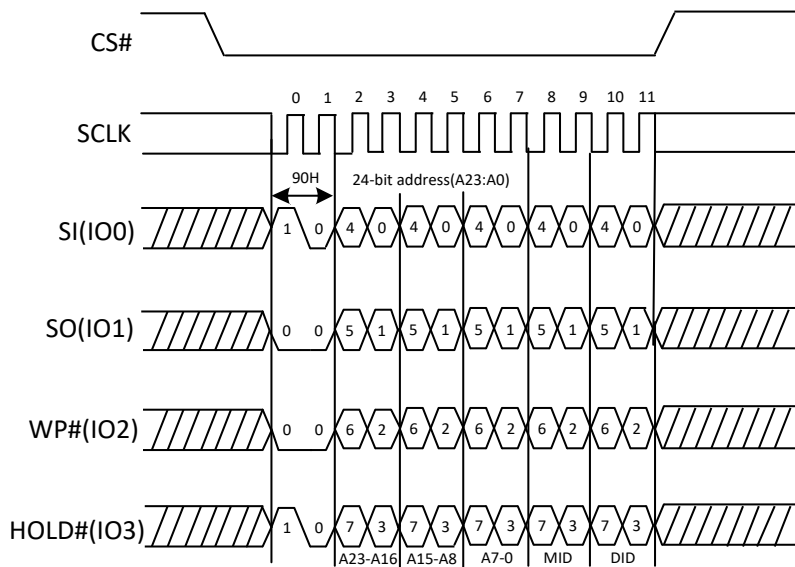 CS#
0 1 2 3 4 5 6 7 8 9 10 11
SCLK
90H 24-bit address(A23:A0)
SI(IO0) 1 0 4 0 4 0 4 0 4 0 4 0
SO(IO1) 0 0 5 1 5 1 5 1 5 1 5 1
WP#(IO2) 0 0 6 2 6 2 6 2 6 2 6 2
HOLD#(IO3) 1 0 7 3 7 3 7 3 7 3 7 3
A23-A16 A15-A8 A7-0 MID DID